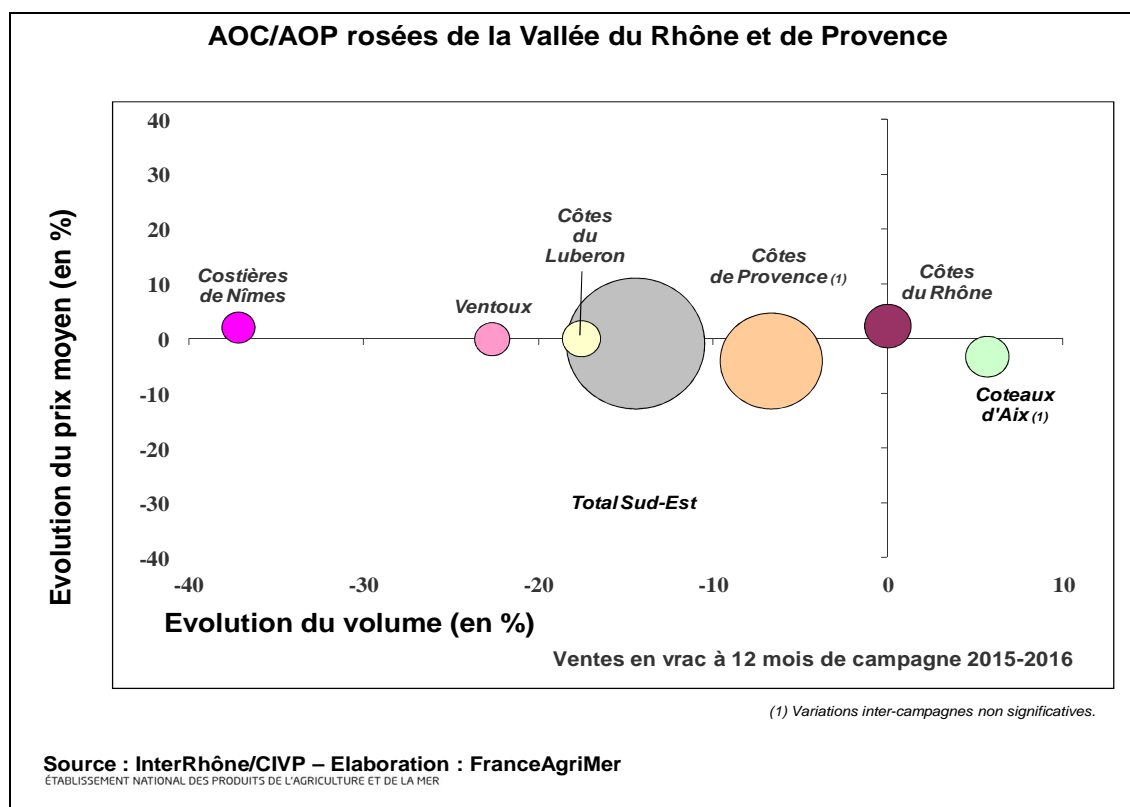 AOC/AOP rosées de la Vallée du Rhône et de Provence
Evolution du prix moyen (en %)
40
30
20
10
0
-10
-20
-30
-40
Costières
de Nîmes
Ventoux
Côtes
du
Luberon
Côtes
de Provence (1)
Côtes
du Rhône
Coteaux
d'Aix (1)
Total Sud-Est
-40
-30
-20
-10
0
10
Evolution du volume (en %)
Ventes en vrac à 12 mois de campagne 2015-2016
(1) Variations inter-campagnes non significatives.
Source : InterRhône/CIVP – Elaboration : FranceAgriMer
ÉTABLISSEMENT NATIONAL DES PRODUITS DE L'AGRICULTURE ET DE LA MER